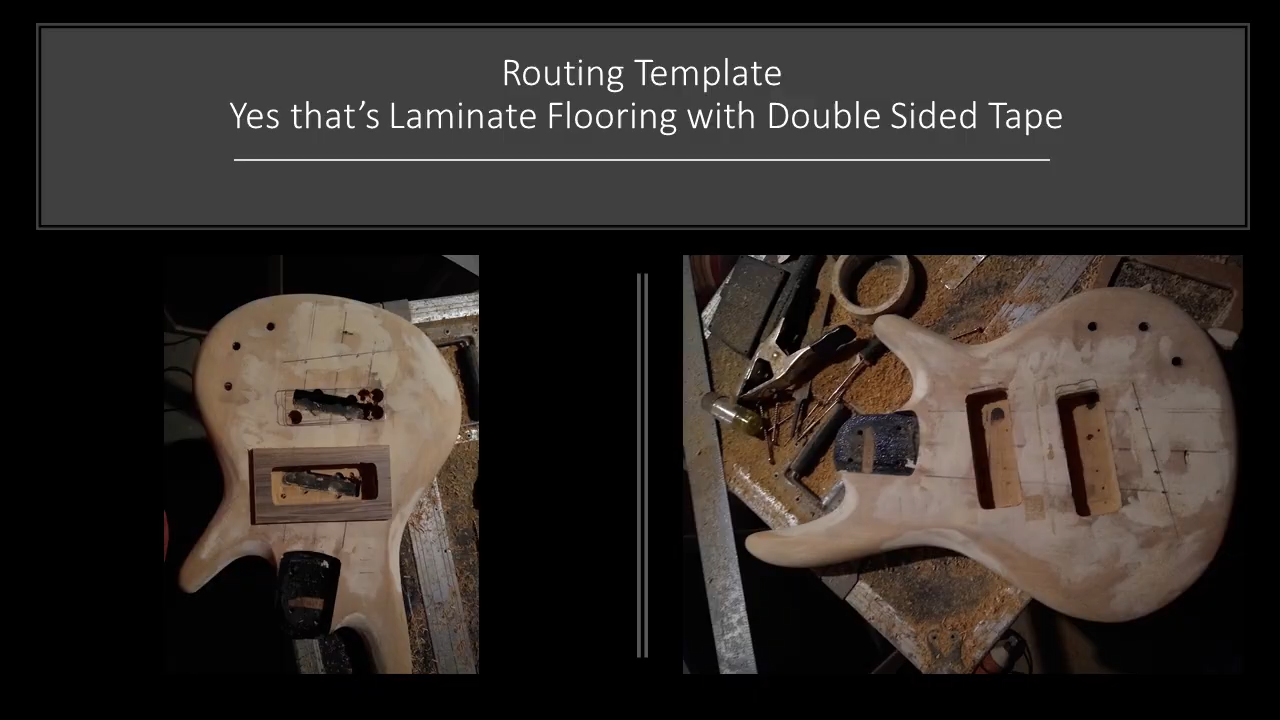 Routing Template
Yes that’s Laminate Flooring with Double Sided Tape